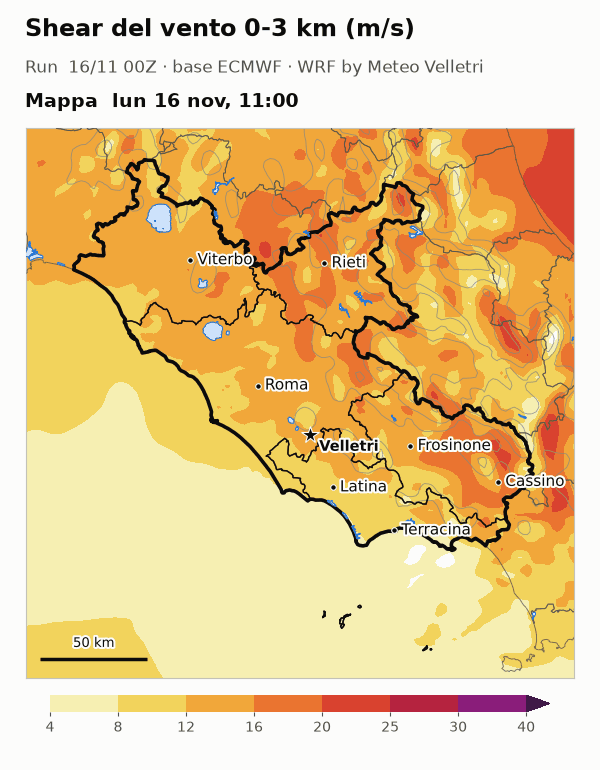 Shear del vento 0-3 km (m/s)
Run  16/11 00Z · base ECMWF · WRF by Meteo Velletri
Mappa  lun 16 nov, 11:00
Viterbo
Rieti
Roma
Velletri
Frosinone
Cassino
Latina
Terracina
50 km
4 8 12 16 20 25 30 40